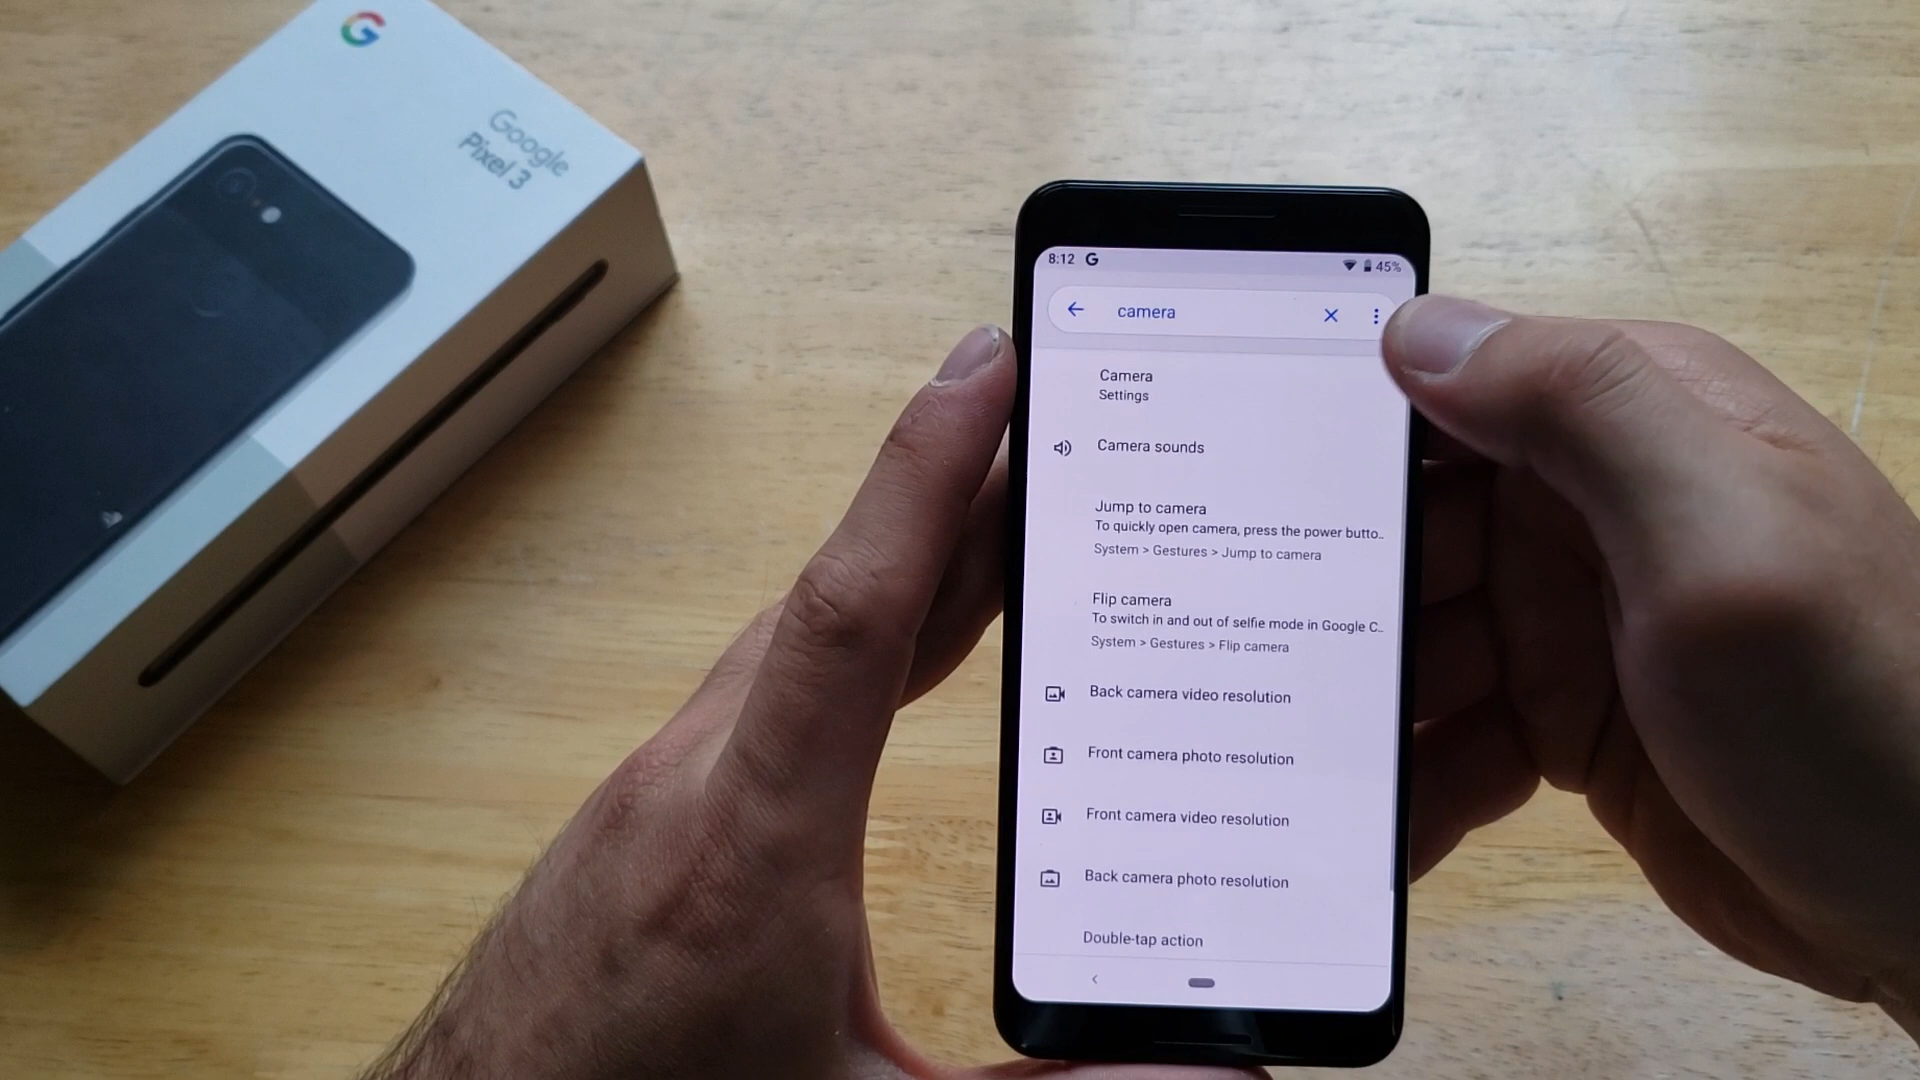 G
Google
Pixel 3
8:12 G 45%
camera
Camera
Settings
Camera sounds
Jump to camera
To quickly open camera, press the power butto..
System > Gestures > Jump to camera
Flip camera
To switch in and out of selfie mode in Google C..
System > Gestures > Flip camera
Back camera video resolution
Front camera photo resolution
Front camera video resolution
Back camera photo resolution
Double-tap action